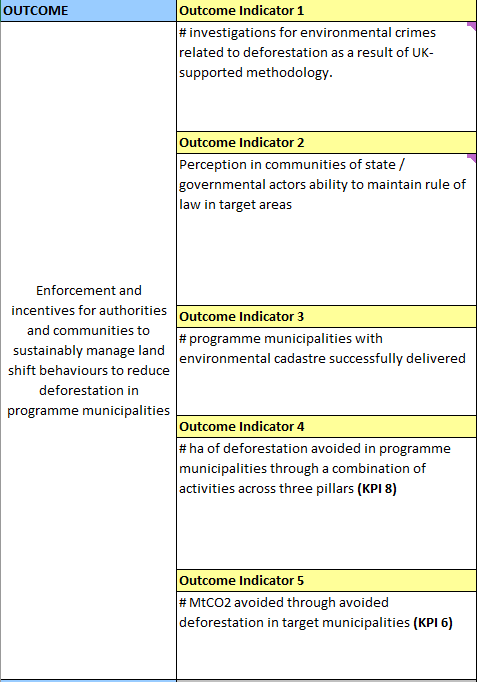 OUTCOME
Outcome Indicator 1
# investigations for environmental crimes
related to deforestation as a result of UK-
supported methodology.
Outcome Indicator 2
Perception in communities of state /
governmental actors ability to maintain rule of
law in target areas
Enforcement and
incentives for authorities
and communities to
sustainably manage land
shift behaviours to reduce
deforestation in
programme municipalities
Outcome Indicator 3
# programme municipalities with
environmental cadastre successfully delivered
Outcome Indicator 4
# ha of deforestation avoided in programme
municipalities through a combination of
activities across three pillars (KPI 8)
Outcome Indicator 5
# MtCO2 avoided through avoided
deforestation in target municipalities (KPI 6)